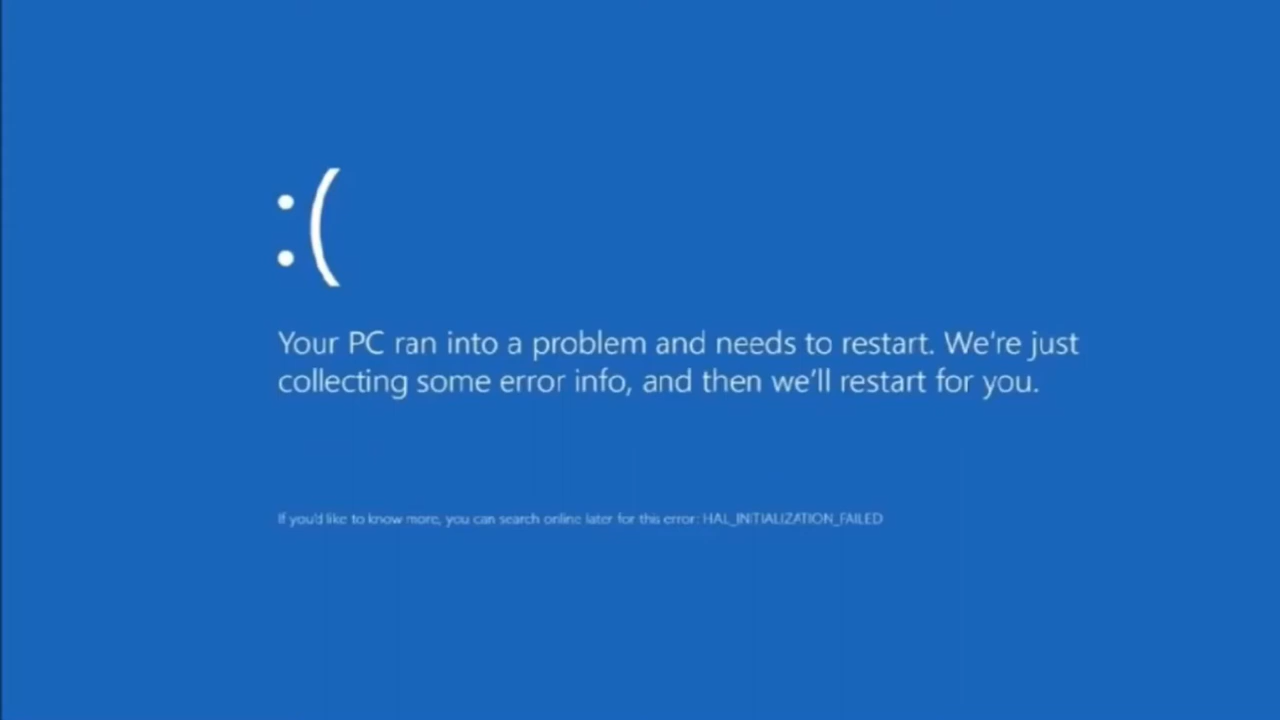 :(
Your PC ran into a problem and needs to restart. We're just
collecting some error info, and then we'll restart for you.
If you'd like to know more, you can search online later for this error: HAL_INITIALIZATION_FAILED